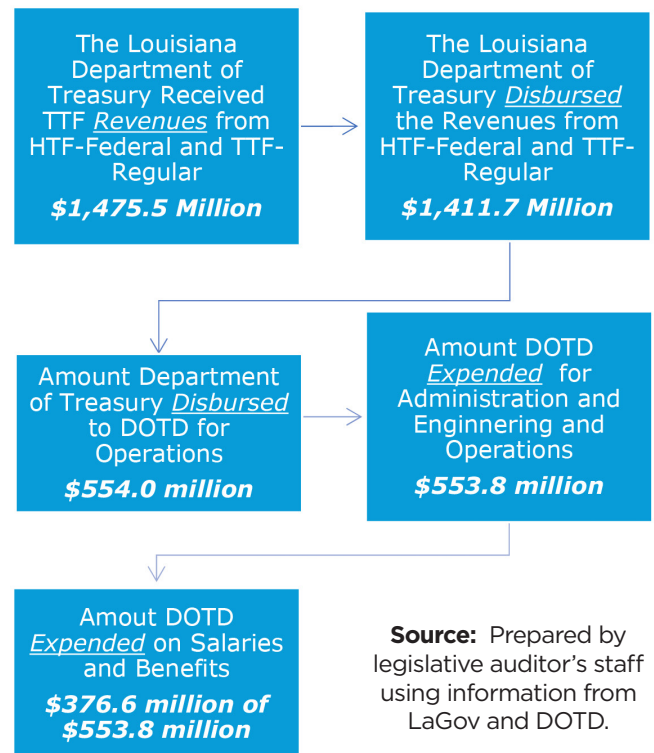 The Louisiana
Department of
Treasury Received
TTF Revenues from
HTF-Federal and TTF-
Regular
$1,475.5 Million
The Louisiana
Department of
Treasury Disbursed
the Revenues from
HTF-Federal and TTF-
Regular
$1,411.7 Million
Amount Department
of Treasury Disbursed
to DOTD for
Operations
$554.0 million
Amount DOTD
Expended for
Administration and
Enginnering and
Operations
$553.8 million
Amout DOTD
Expended on Salaries
and Benefits
$376.6 million of
$553.8 million
Source: Prepared by
legislative auditor’s staff
using information from
LaGov and DOTD.